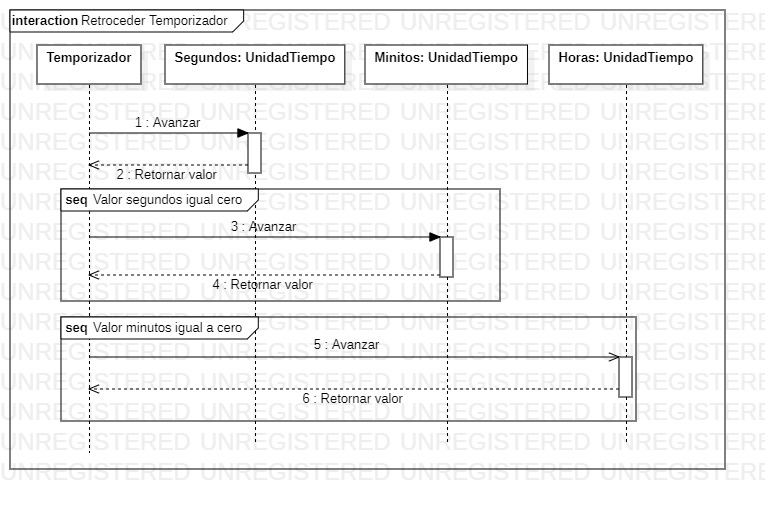 interaction Retroceder Temporizador
Temporizador
Segundos: UnidadTiempo
Minitos: UnidadTiempo
Horas: UnidadTiempo
1 : Avanzar
2 : Retornar valor
seq Valor segundos igual cero
3 : Avanzar
4 : Retornar valor
seq Valor minutos igual a cero
5 : Avanzar
6 : Retornar valor
UNREGISTERED UNREGISTERED UNREGISTERED UNREGISTERED